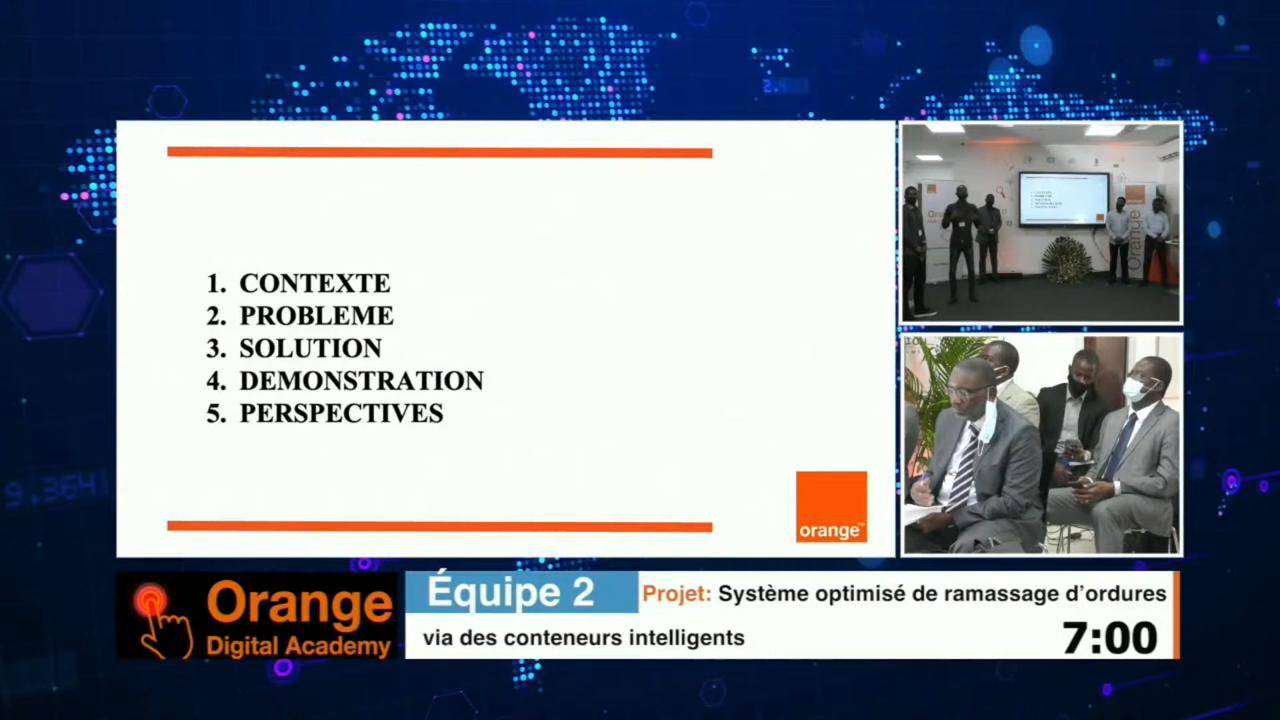 1. CONTEXTE
2. PROBLEME
3. SOLUTION
4. DEMONSTRATION
5. PERSPECTIVES
orange™
Orange
Digital Academy
Équipe 2
Projet: Système optimisé de ramassage d’ordures
via des conteneurs intelligents
7:00